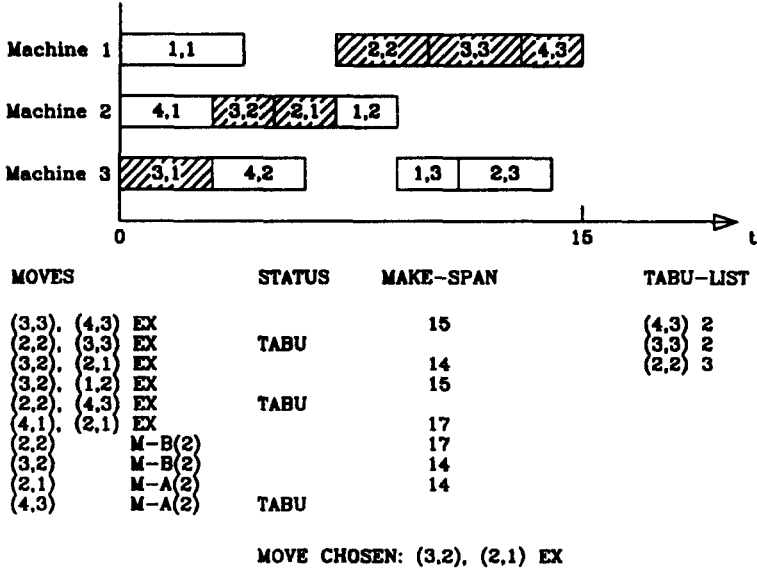 Machine 1 1,1 2,2 3,3 4,3
Machine 2 4,1 3,2 2,1 1,2
Machine 3 3,1 4,2 1,3 2,3
0 15 t
MOVES STATUS MAKE-SPAN TABU-LIST
(3,3), (4,3) EX 15 (4,3) 2
(2,2), (3,3) EX TABU (3,3) 2
(3,2), (2,1) EX 14 (2,2) 3
(3,2), (1,2) EX 15
(2,2), (4,3) EX TABU
(4,1), (2,1) EX 17
(2,2) M-B(2) 17
(3,2) M-B(2) 14
(2,1) M-A(2) 14
(4,3) M-A(2) TABU
MOVE CHOSEN: (3,2), (2,1) EX